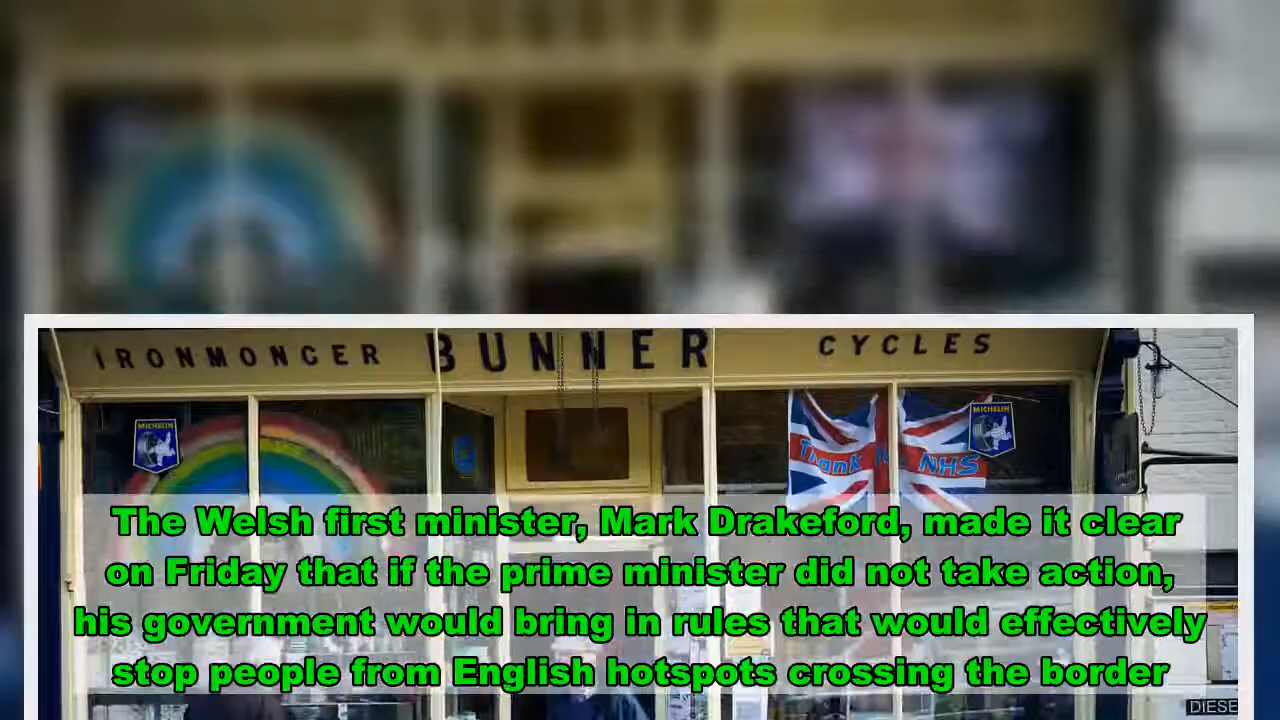 IRONMONGER BUNNER CYCLES
MICHELIN
MICHELIN
Thank NHS
The Welsh first minister, Mark Drakeford, made it clear
on Friday that if the prime minister did not take action,
his government would bring in rules that would effectively
stop people from English hotspots crossing the border
DIESE